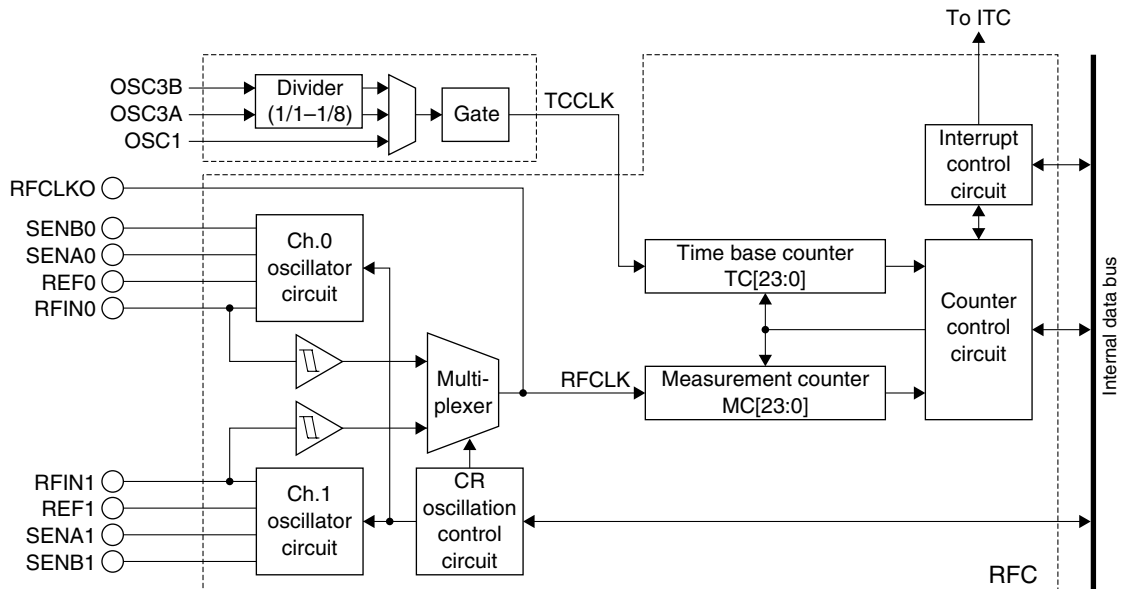 To ITC
OSC3B
OSC3A
OSC1
Divider
(1/1–1/8)
Gate
TCCLK
Interrupt
control
circuit
RFCLKO
SENB0
SENA0
REF0
RFIN0
Ch.0
oscillator
circuit
Time base counter
TC[23:0]
Counter
control
circuit
Internal data bus
Multi-
plexer
RFCLK
Measurement counter
MC[23:0]
RFIN1
REF1
SENA1
SENB1
Ch.1
oscillator
circuit
CR
oscillation
control
circuit
RFC